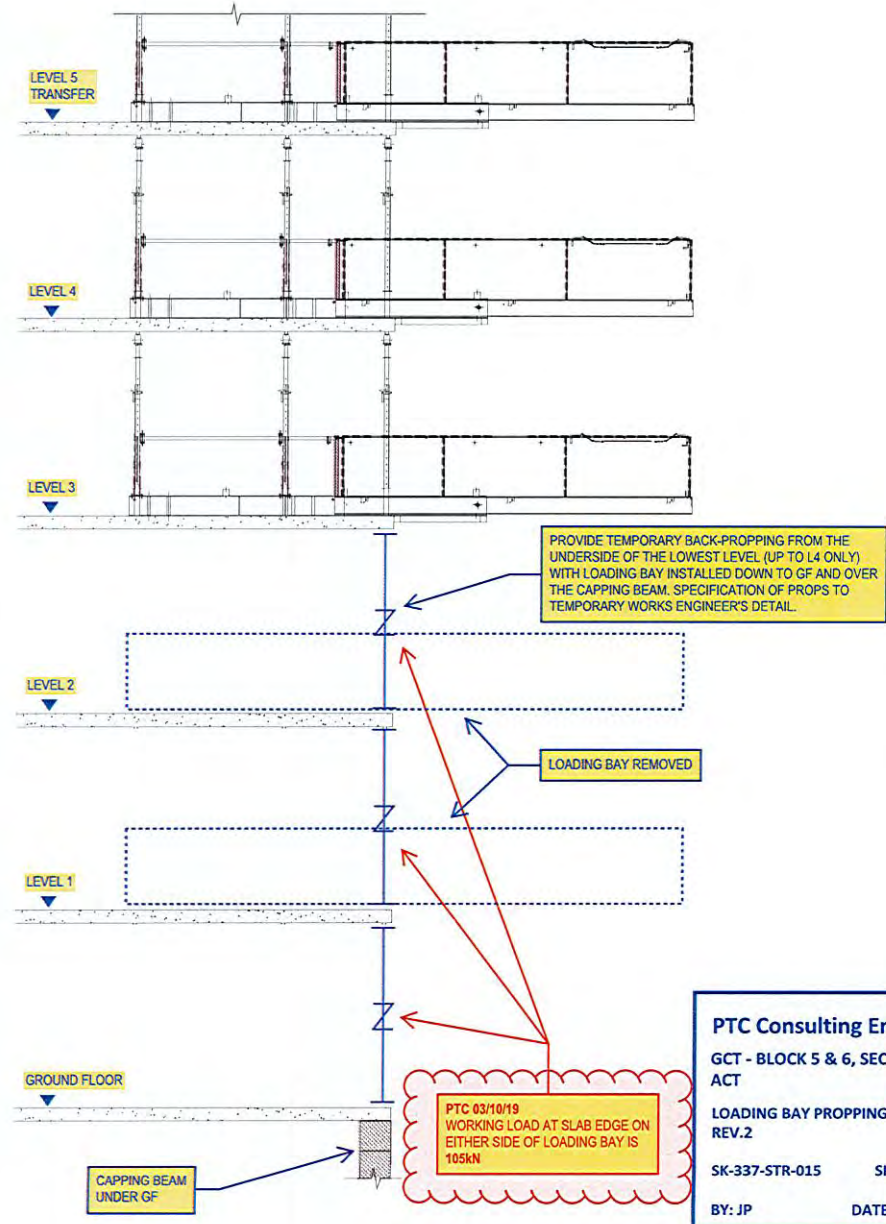 LEVEL 5
TRANSFER
LEVEL 4
LEVEL 3
PROVIDE TEMPORARY BACK-PROPPING FROM THE
UNDERSIDE OF THE LOWEST LEVEL (UP TO L4 ONLY)
WITH LOADING BAY INSTALLED DOWN TO GF AND OVER
THE CAPPING BEAM. SPECIFICATION OF PROPS TO
TEMPORARY WORKS ENGINEER'S DETAIL.
LEVEL 2
LOADING BAY REMOVED
LEVEL 1
GROUND FLOOR
PTC 03/10/19
WORKING LOAD AT SLAB EDGE ON
EITHER SIDE OF LOADING BAY IS
105kN
CAPPING BEAM
UNDER GF
PTC Consulting
GCT - BLOCK 5 & 6,
ACT
LOADING BAY PROPPING
REV.2
SK-337-STR-015
BY: JP DATE